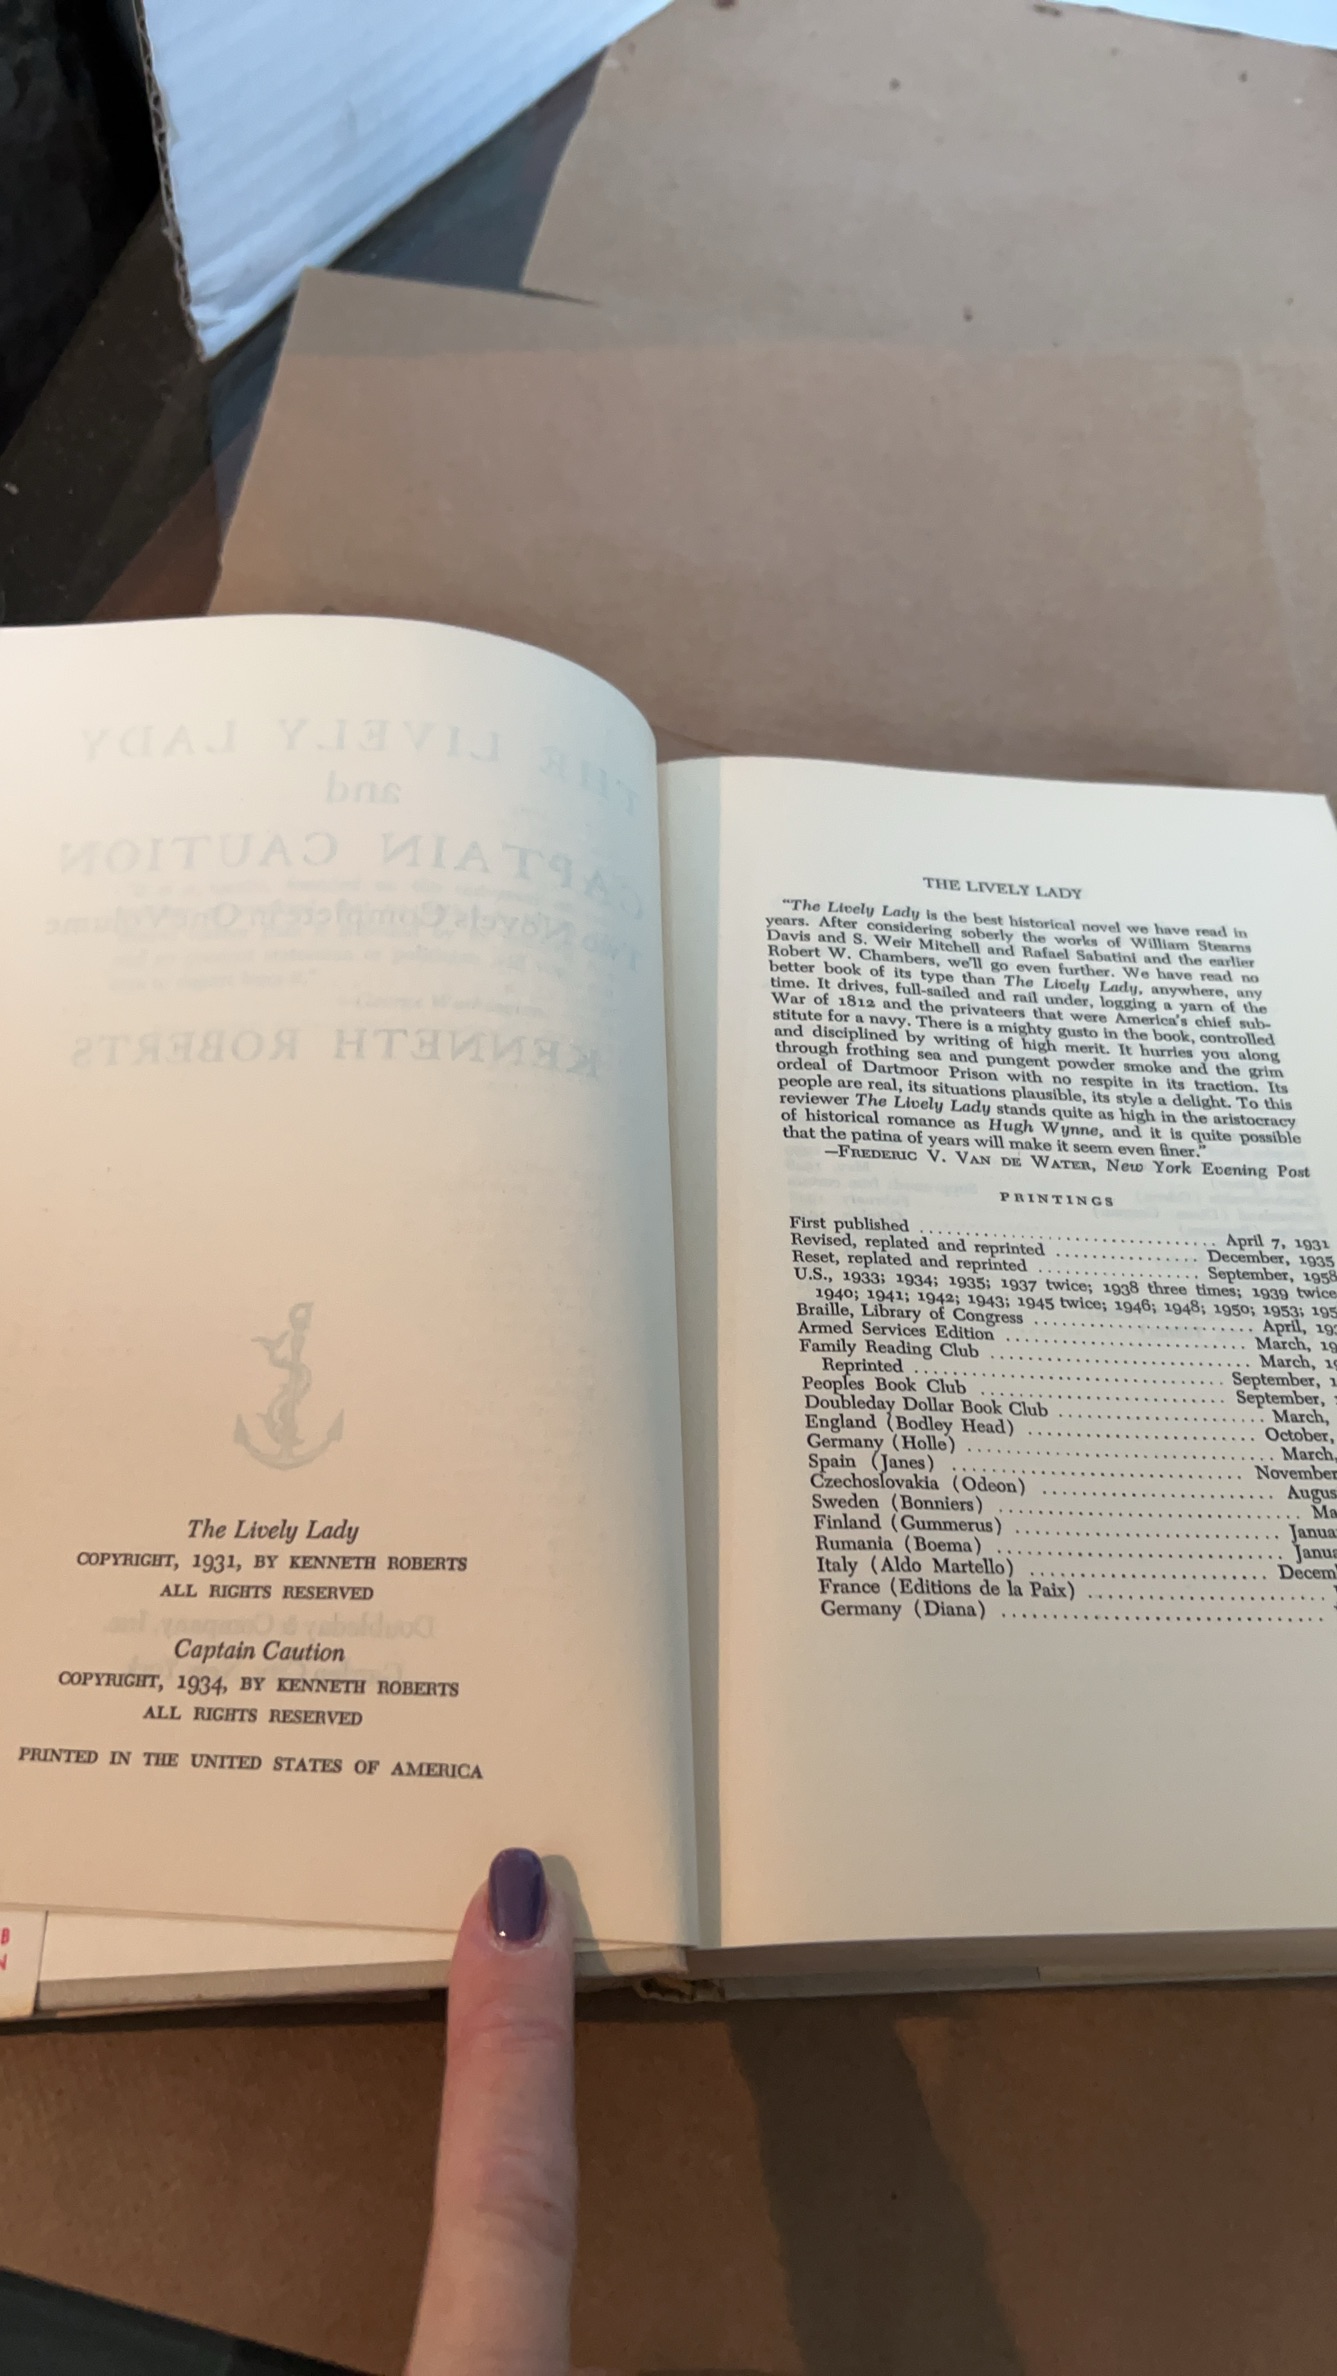 The Lively Lady
COPYRIGHT, 1931, BY KENNETH ROBERTS
ALL RIGHTS RESERVED
Captain Caution
COPYRIGHT, 1934, BY KENNETH ROBERTS
ALL RIGHTS RESERVED
PRINTED IN THE UNITED STATES OF AMERICA
THE LIVELY LADY
"The Lively Lady is the best historical novel we have read in
years. After considering soberly the works of William Stearns
Davis and S. Weir Mitchell and Rafael Sabatini and the earlier
Robert W. Chambers, we'll go even further. We have read no
better book of its type than The Lively Lady, anywhere, any
time. It drives, full-sailed and rail under, logging a yarn of the
War of 1812 and the privateers that were America's chief sub-
stitute for a navy. There is a mighty gusto in the book, controlled
and disciplined by writing of high merit. It hurries you along
through frothing sea and pungent powder smoke and the grim
ordeal of Dartmoor Prison with no respite in its traction. Its
people are real, its situations plausible, its style a delight. To this
reviewer The Lively Lady stands quite as high in the aristocracy
of historical romance as Hugh Wynne, and it is quite possible
that the patina of years will make it seem even finer."
—FREDERIC V. VAN DE WATER, New York Evening Post
PRINTINGS
First published ........ April 7, 1931
Revised, replated and reprinted ........ December, 1935
Reset, replated and reprinted ........ September, 1958
U.S., 1933; 1934; 1935; 1937 twice; 1938 three times; 1939 twice
1940; 1941; 1942; 1943; 1945 twice; 1946; 1948; 1950; 1953; 195
Braille, Library of Congress ........ April, 19
Armed Services Edition ........ March, 19
Family Reading Club ........ March, 1
Reprinted ........ September, 1
Peoples Book Club ........ September,
Doubleday Dollar Book Club ........ March,
England (Bodley Head) ........ October,
Germany (Holle) ........ March,
Spain (Janes) ........ November
Czechoslovakia (Odeon) ........ Augus
Sweden (Bonniers) ........ Ma
Finland (Gummerus) ........ Janua
Rumania (Boema) ........ Janua
Italy (Aldo Martello) ........ Decem
France (Editions de la Paix) ........
Germany (Diana) ........